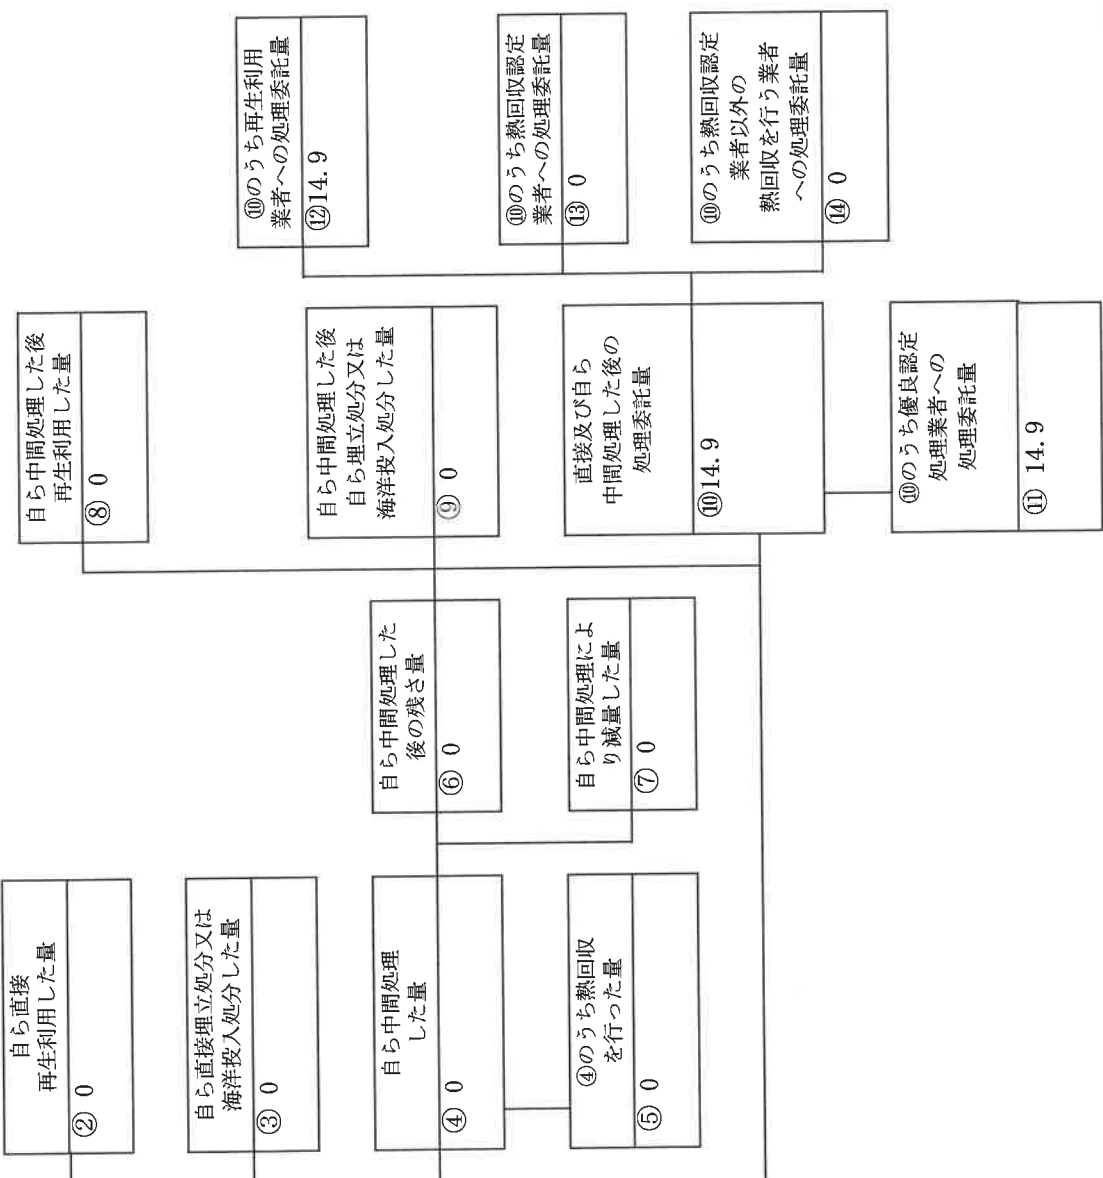 自ら直接
再生利用した量
② 0
自ら直接埋立処分又は
海洋投入処分した量
③ 0
自ら中間処理
した量
④ 0
④のうち熱回収
を行った量
⑤ 0
自ら中間処理した
後の残さ量
⑥ 0
自ら中間処理によ
り減量した量
⑦ 0
自ら中間処理した後
再生利用した量
⑧ 0
自ら中間処理した後
自ら埋立処分又は
海洋投入処分した量
⑨ 0
直接及び自ら
中間処理した後の
処理委託量
⑩14.9
⑩のうち優良認定
処理業者への
処理委託量
⑪ 14.9
⑩のうち再生利用
業者への処理委託量
⑫14.9
⑩のうち熱回収認定
業者への処理委託量
⑬ 0
⑩のうち熱回収認定
業者以外の
熱回収を行う業者
への処理委託量
⑭ 0